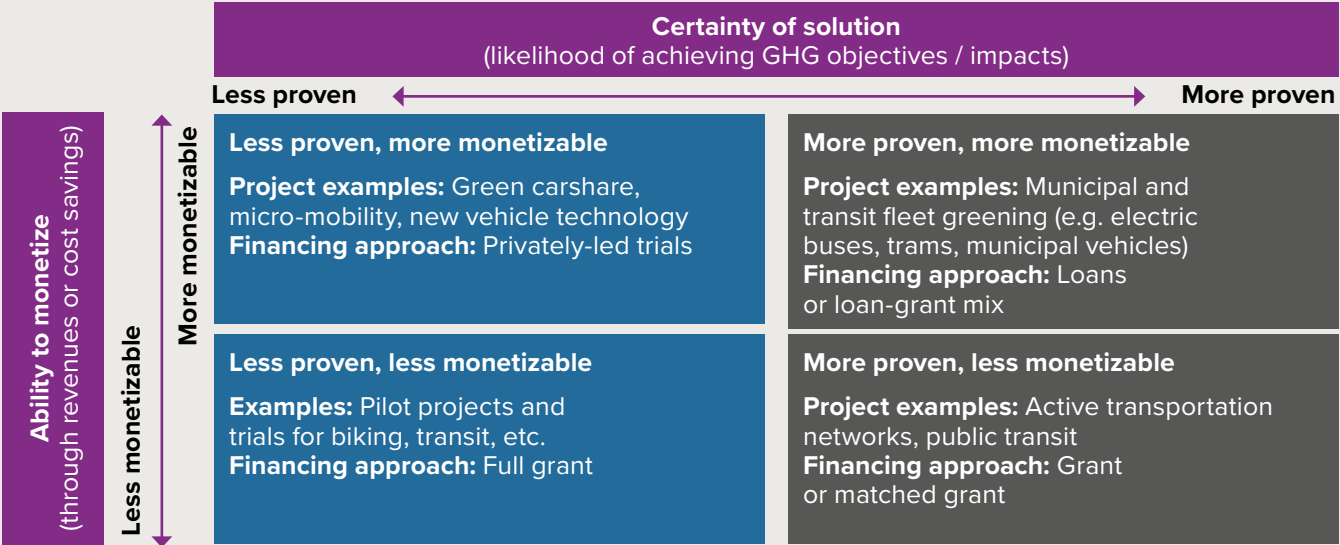 Certainty of solution
(likelihood of achieving GHG objectives / impacts)
Less proven
More proven
Ability to monetize
(through revenues or cost savings)
More monetizable
Less monetizable
Less proven, more monetizable
Project examples: Green carshare,
micro-mobility, new vehicle technology
Financing approach: Privately-led trials
More proven, more monetizable
Project examples: Municipal and
transit fleet greening (e.g. electric
buses, trams, municipal vehicles)
Financing approach: Loans
or loan-grant mix
Less proven, less monetizable
Examples: Pilot projects and
trials for biking, transit, etc.
Financing approach: Full grant
More proven, less monetizable
Project examples: Active transportation
networks, public transit
Financing approach: Grant
or matched grant